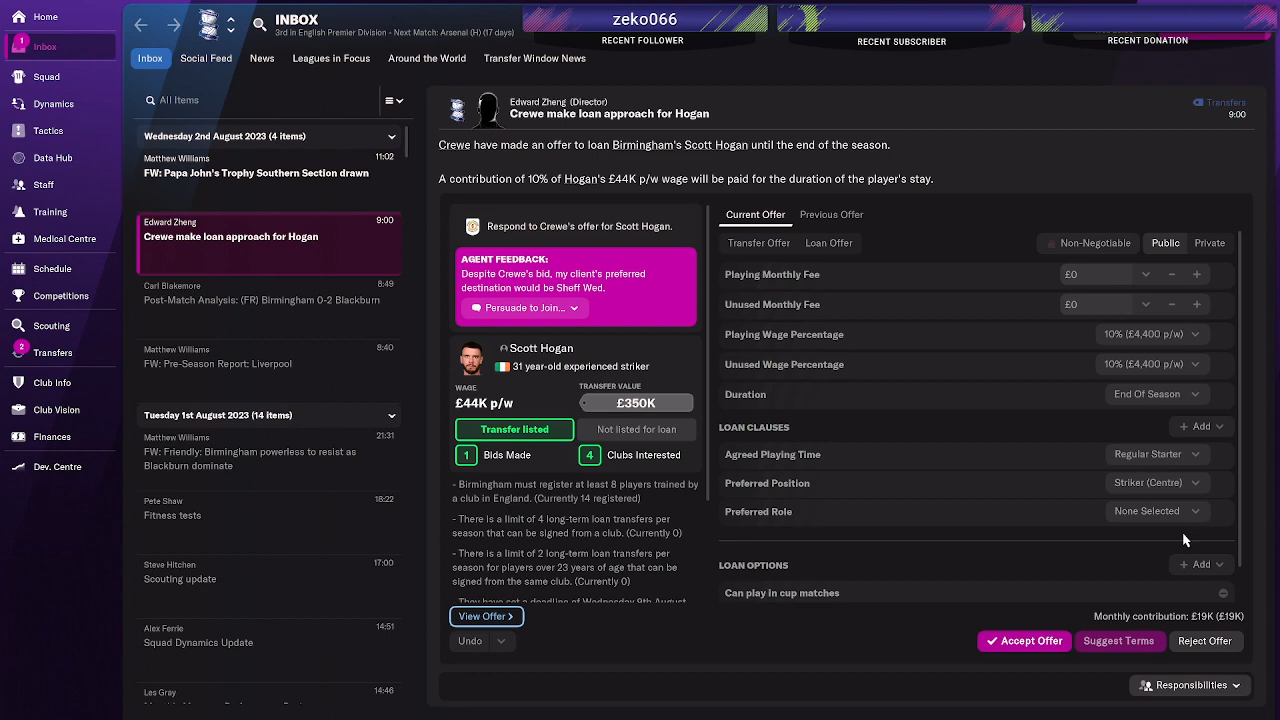 Home
1
Inbox
Squad
Dynamics
Tactics
Data Hub
Staff
Training
Medical Centre
Schedule
Competitions
Scouting
2
Transfers
Club Info
Club Vision
Finances
Dev. Centre
INBOX
3rd in English Premier Division - Next Match: Arsenal (H) (17 days)
zeko066
RECENT FOLLOWER
RECENT SUBSCRIBER
RECENT DONATION
Inbox
Social Feed
News
Leagues in Focus
Around the World
Transfer Window News
All Items
Wednesday 2nd August 2023 (4 items)
Matthew Williams 11:02
FW: Papa John's Trophy Southern Section drawn
Edward Zheng 9:00
Crewe make loan approach for Hogan
Carl Blakemore 8:49
Post-Match Analysis: (FR) Birmingham 0-2 Blackburn
Matthew Williams 8:40
FW: Pre-Season Report: Liverpool
Tuesday 1st August 2023 (14 items)
Matthew Williams 21:31
FW: Friendly: Birmingham powerless to resist as
Blackburn dominate
Pete Shaw 18:22
Fitness tests
Steve Hitchen 17:00
Scouting update
Alex Ferrie 14:51
Squad Dynamics Update
Les Gray 14:46
Edward Zheng (Director)
Crewe make loan approach for Hogan
Transfers
9:00
Crewe have made an offer to loan Birmingham's Scott Hogan until the end of the season.
A contribution of 10% of Hogan's £44K p/w wage will be paid for the duration of the player's stay.
Respond to Crewe's offer for Scott Hogan.
AGENT FEEDBACK:
Despite Crewe's bid, my client's preferred
destination would be Sheff Wed.
Persuade to Join...
Scott Hogan
31 year-old experienced striker
WAGE
£44K p/w
TRANSFER VALUE
£350K
Transfer listed
Not listed for loan
1 Bids Made
4 Clubs Interested
- Birmingham must register at least 8 players trained by
a club in England. (Currently 14 registered)
- There is a limit of 4 long-term loan transfers per
season that can be signed from a club. (Currently 0)
- There is a limit of 2 long-term loan transfers per
season for players over 23 years of age that can be
signed from the same club. (Currently 0)
- They have set a deadline of Wednesday 9th August
View Offer
Undo
Current Offer
Previous Offer
Transfer Offer
Loan Offer
Non-Negotiable
Public
Private
Playing Monthly Fee £0
Unused Monthly Fee £0
Playing Wage Percentage 10% (£4,400 p/w)
Unused Wage Percentage 10% (£4,400 p/w)
Duration End Of Season
LOAN CLAUSES
Add
Agreed Playing Time Regular Starter
Preferred Position Striker (Centre)
Preferred Role None Selected
LOAN OPTIONS
Add
Can play in cup matches
Monthly contribution: £19K (£19K)
Accept Offer
Suggest Terms
Reject Offer
Responsibilities